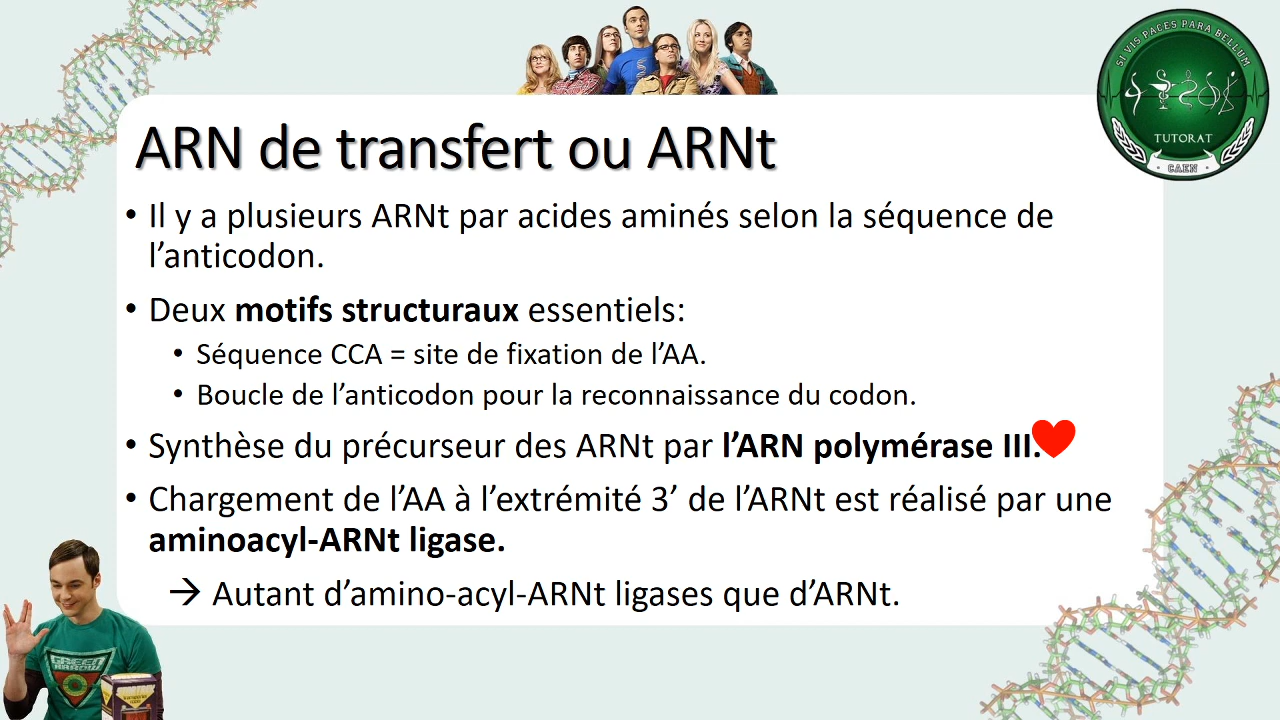 SI VIS PACES PARA BELLUM
TUTORAT
CAEN
ARN de transfert ou ARNt
• Il y a plusieurs ARNt par acides aminés selon la séquence de
l’anticodon.
• Deux motifs structuraux essentiels:
• Séquence CCA = site de fixation de l’AA.
• Boucle de l’anticodon pour la reconnaissance du codon.
• Synthèse du précurseur des ARNt par l’ARN polymérase III.
• Chargement de l’AA à l’extrémité 3’ de l’ARNt est réalisé par une
aminoacyl-ARNt ligase.
→ Autant d’amino-acyl-ARNt ligases que d’ARNt.
GREEN
ARROW